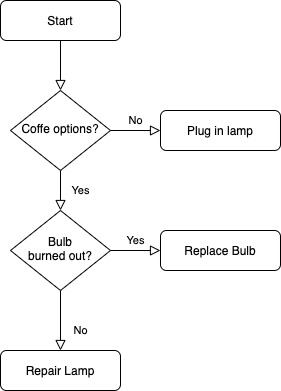 Start
Coffe options?
No
Plug in lamp
Yes
Bulb
burned out?
Yes
Replace Bulb
No
Repair Lamp